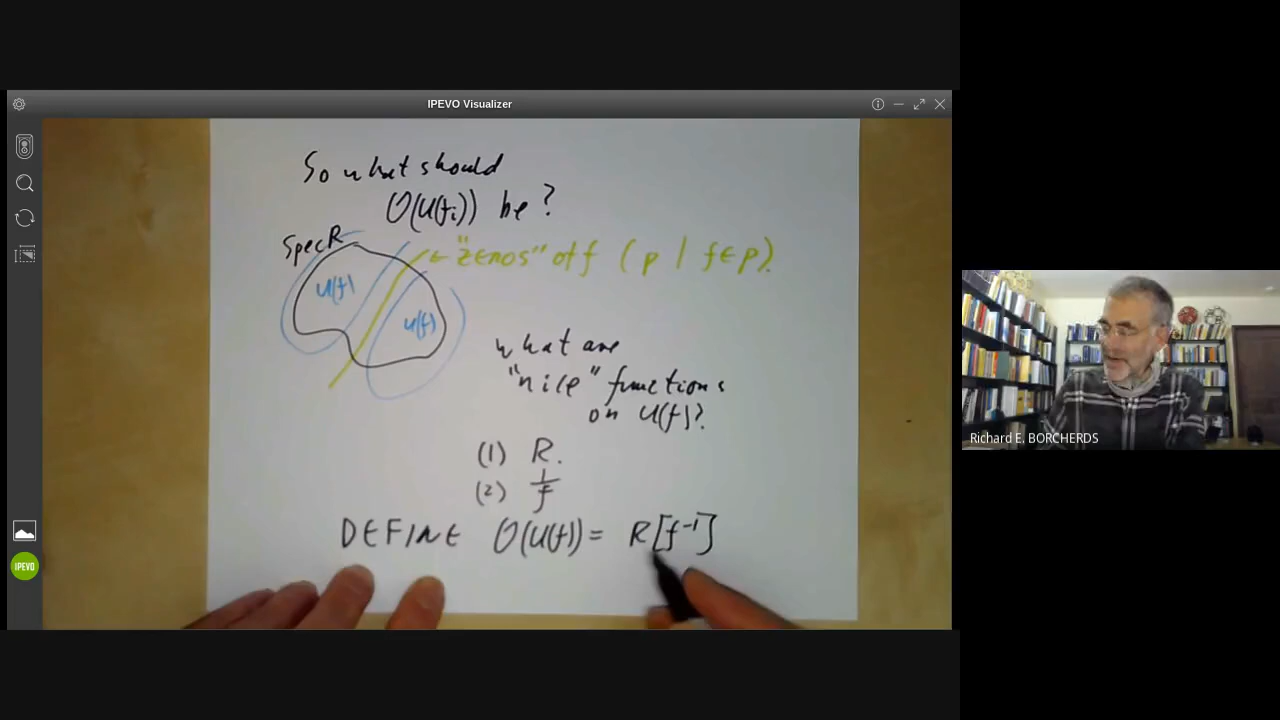 IPEVO Visualizer
So what should
O(U(fi)) be?
Spec R
← "zeros" of f (p | f∈p).
U(f)
U(f)
what are
"nice" functions
on U(f)?
(1) R.
(2) 1/f
DEFINE O(U(f)) = R[f⁻¹]
IPEVO
Richard E. BORCHERDS